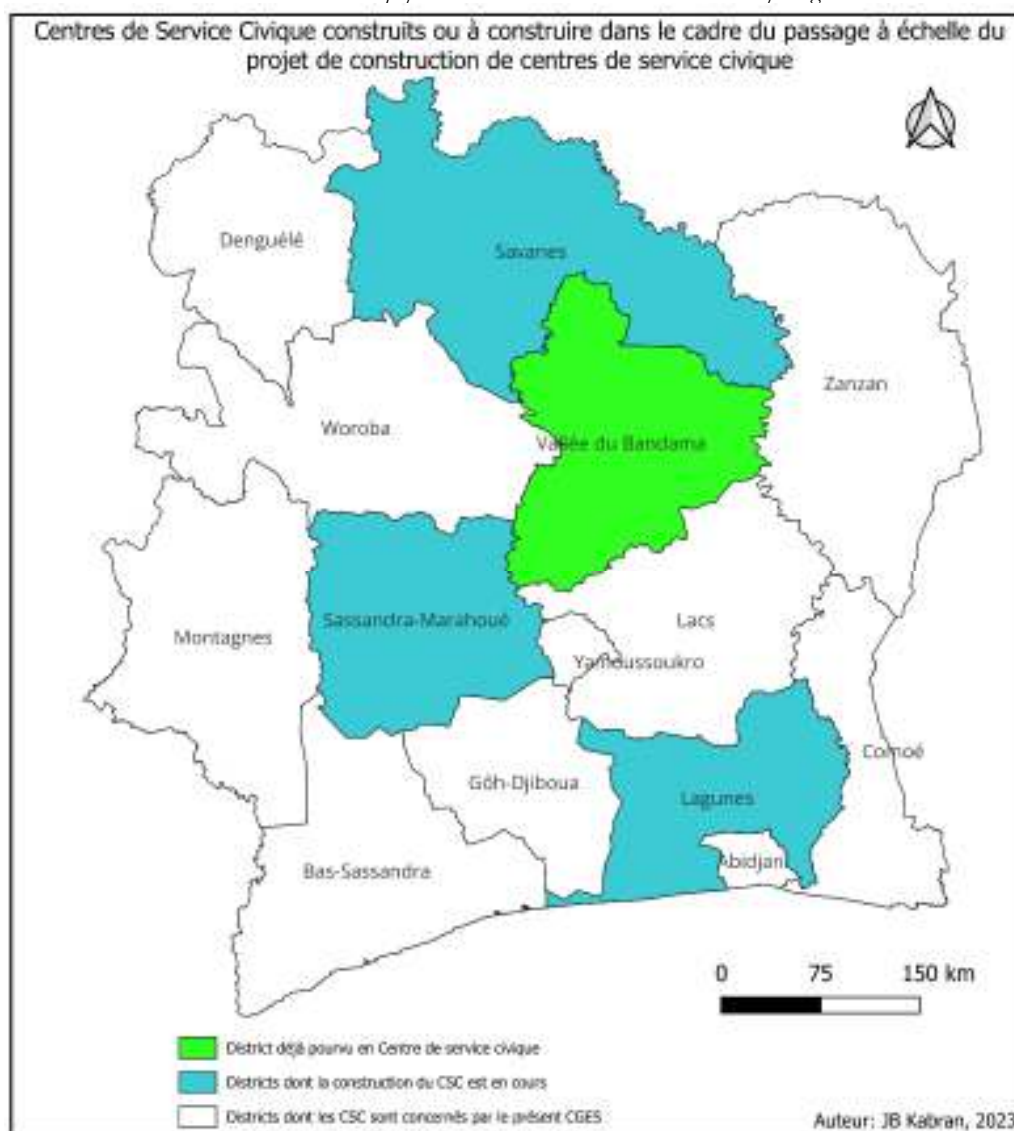 Centres de Service Civique construits ou à construire dans le cadre du passage à échelle du
projet de construction de centres de service civique
Denguélé
Savanes
Zanzan
Woroba
Vallée du Bandama
Sassandra-Marahoué
Lacs
Montagnes
Yamoussoukro
Comoé
Gôh-Djiboua
Lagunes
Abidjan
Bas-Sassandra
0 75 150 km
District déjà pourvu en Centre de service civique
Districts dont la construction du CSC est en cours
Districts dont les CSC sont concernés par le présent CGES
Auteur: JB Kabran, 2023